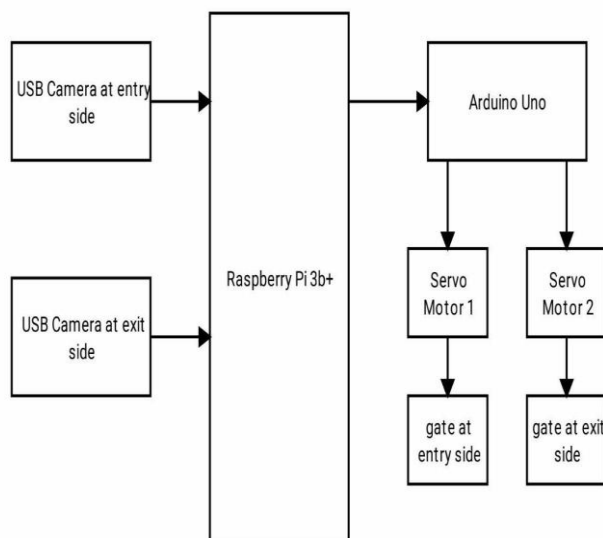 USB Camera at entry
side
Arduino Uno
Raspberry Pi 3b+
USB Camera at exit
side
Servo
Motor 1
Servo
Motor 2
gate at
entry side
gate at exit
side